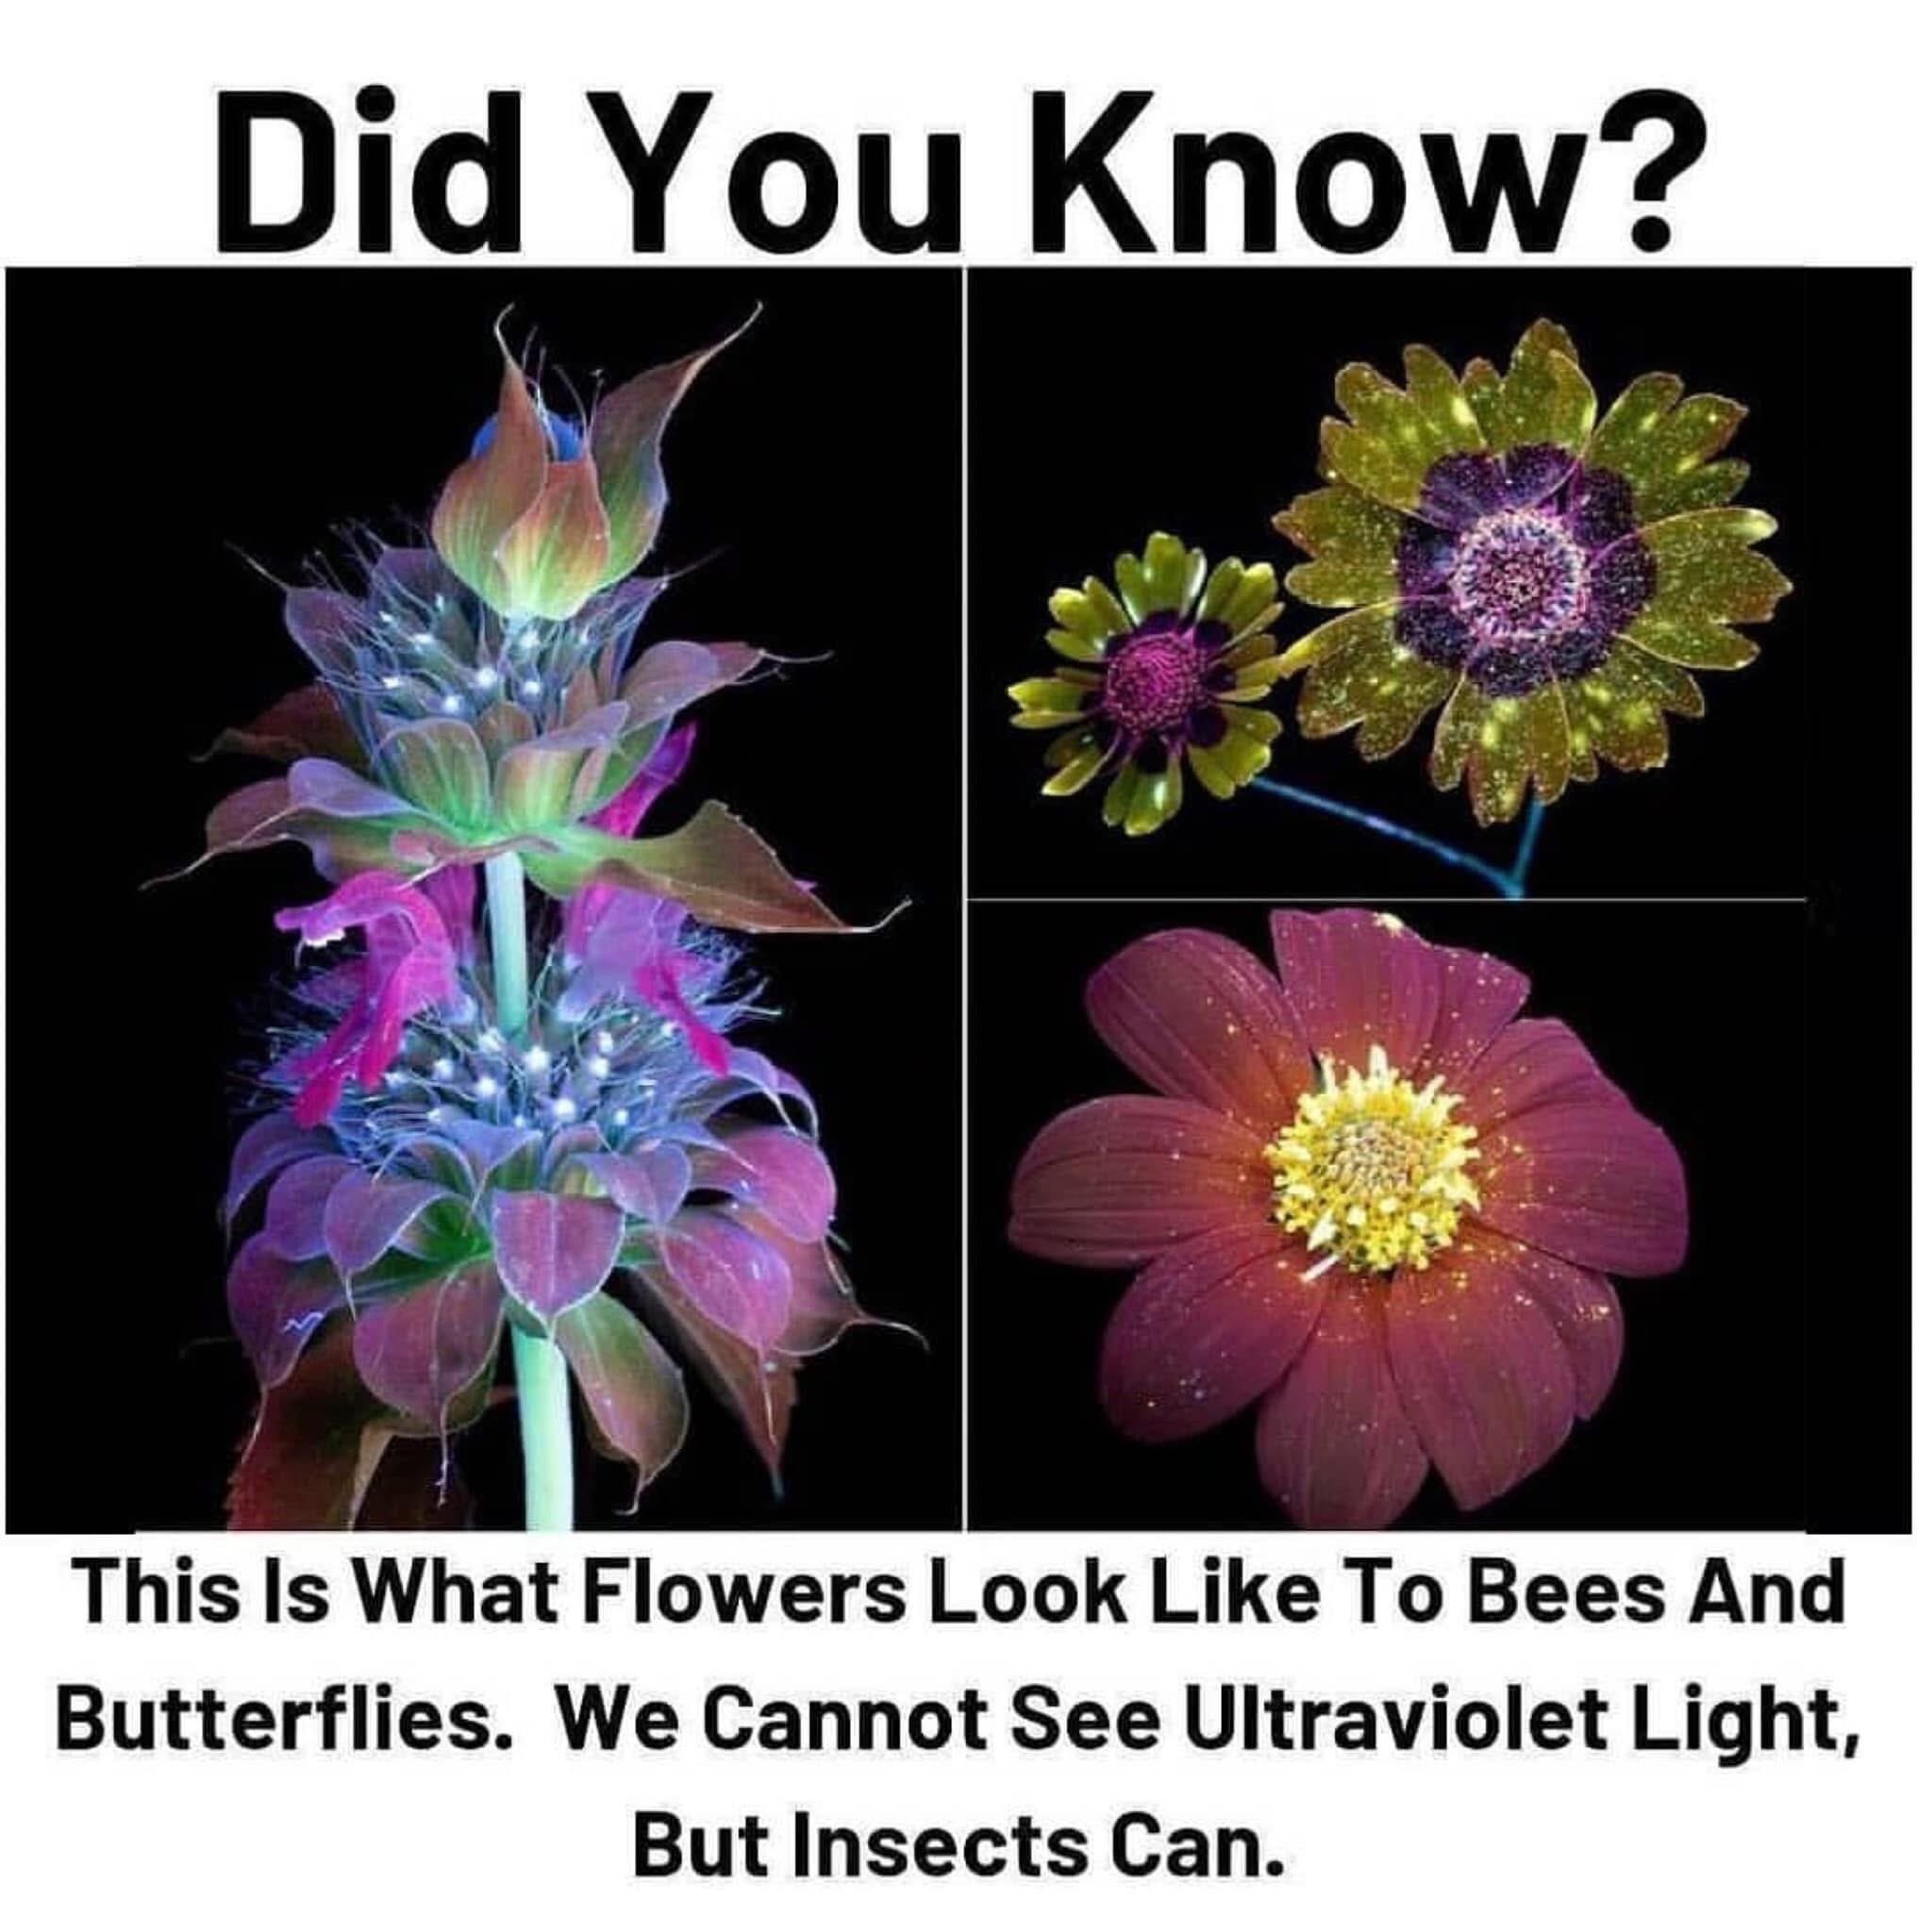 Did You Know?
This Is What Flowers Look Like To Bees And
Butterflies.  We Cannot See Ultraviolet Light,
But Insects Can.